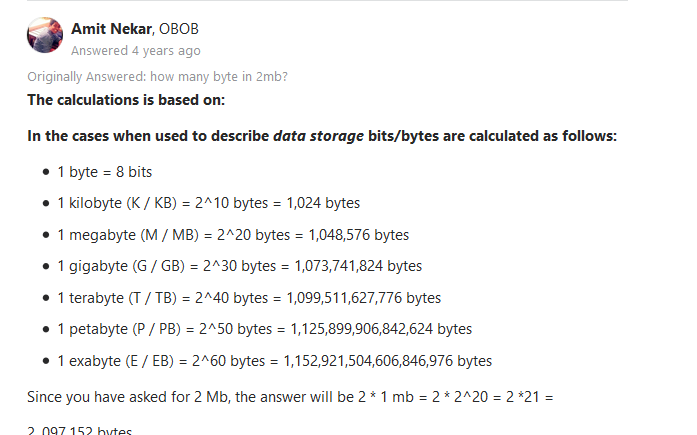 Amit Nekar, OBOB
Answered 4 years ago
Originally Answered: how many byte in 2mb?
The calculations is based on:
In the cases when used to describe data storage bits/bytes are calculated as follows:
• 1 byte = 8 bits
• 1 kilobyte (K / KB) = 2^10 bytes = 1,024 bytes
• 1 megabyte (M / MB) = 2^20 bytes = 1,048,576 bytes
• 1 gigabyte (G / GB) = 2^30 bytes = 1,073,741,824 bytes
• 1 terabyte (T / TB) = 2^40 bytes = 1,099,511,627,776 bytes
• 1 petabyte (P / PB) = 2^50 bytes = 1,125,899,906,842,624 bytes
• 1 exabyte (E / EB) = 2^60 bytes = 1,152,921,504,606,846,976 bytes
Since you have asked for 2 Mb, the answer will be 2 * 1 mb = 2 * 2^20 = 2 *21 =
2, 097,152 bytes